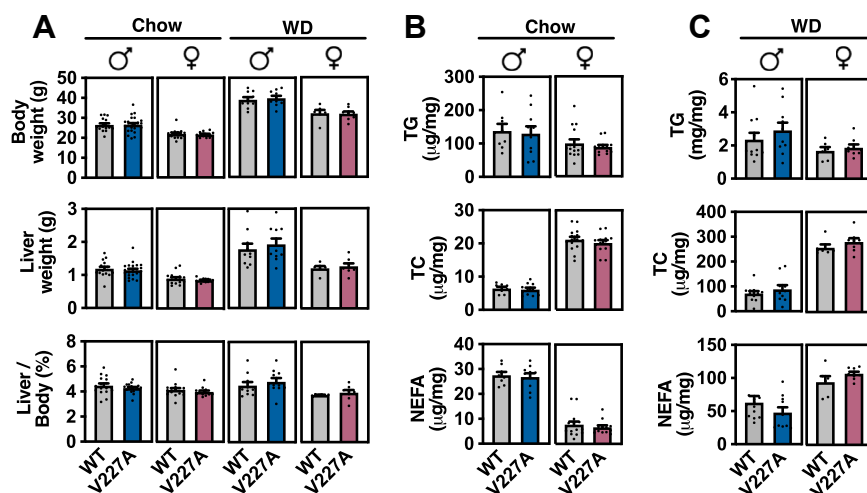 A
Chow
WD
♂
♀
♂
♀
Body
weight (g)
50
40
30
20
10
0
Liver
weight (g)
3
2
1
0
Liver /
Body (%)
8
6
4
2
0
WT
V227A
WT
V227A
WT
V227A
WT
V227A
B
Chow
♂
♀
TG
(μg/mg)
300
200
100
0
TC
(μg/mg)
30
20
10
0
NEFA
(μg/mg)
40
30
20
10
0
WT
V227A
WT
V227A
C
WD
♂
♀
TG
(mg/mg)
6
4
2
0
TC
(μg/mg)
400
300
200
100
0
NEFA
(μg/mg)
150
100
50
0
WT
V227A
WT
V227A